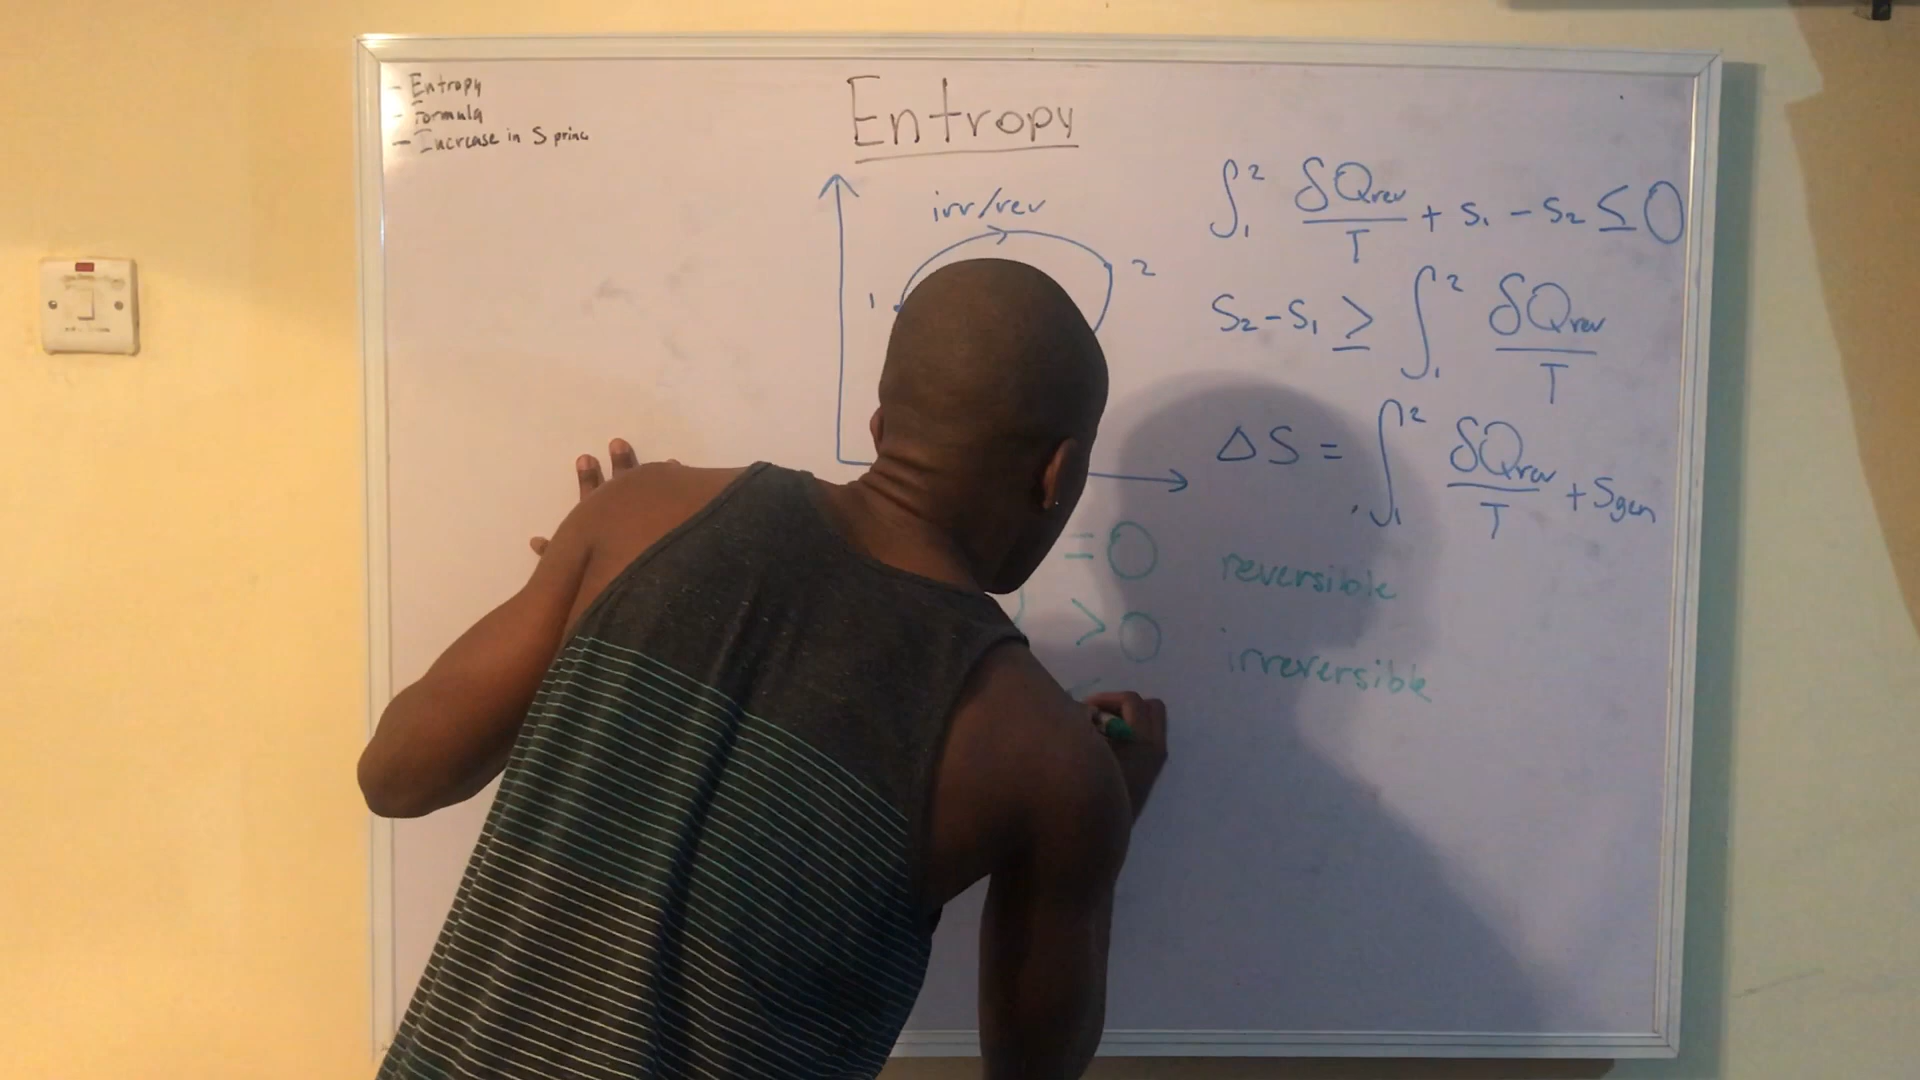 - Entropy
- Formula
- Increase in S princ
Entropy
irr/rev
1
2
∫₁² δQrev/T + S₁ - S₂ ≤ 0
S₂ - S₁ ≥ ∫₁² δQrev/T
ΔS = ∫₁² δQrev/T + Sgen
= 0 reversible
> 0 irreversible
<